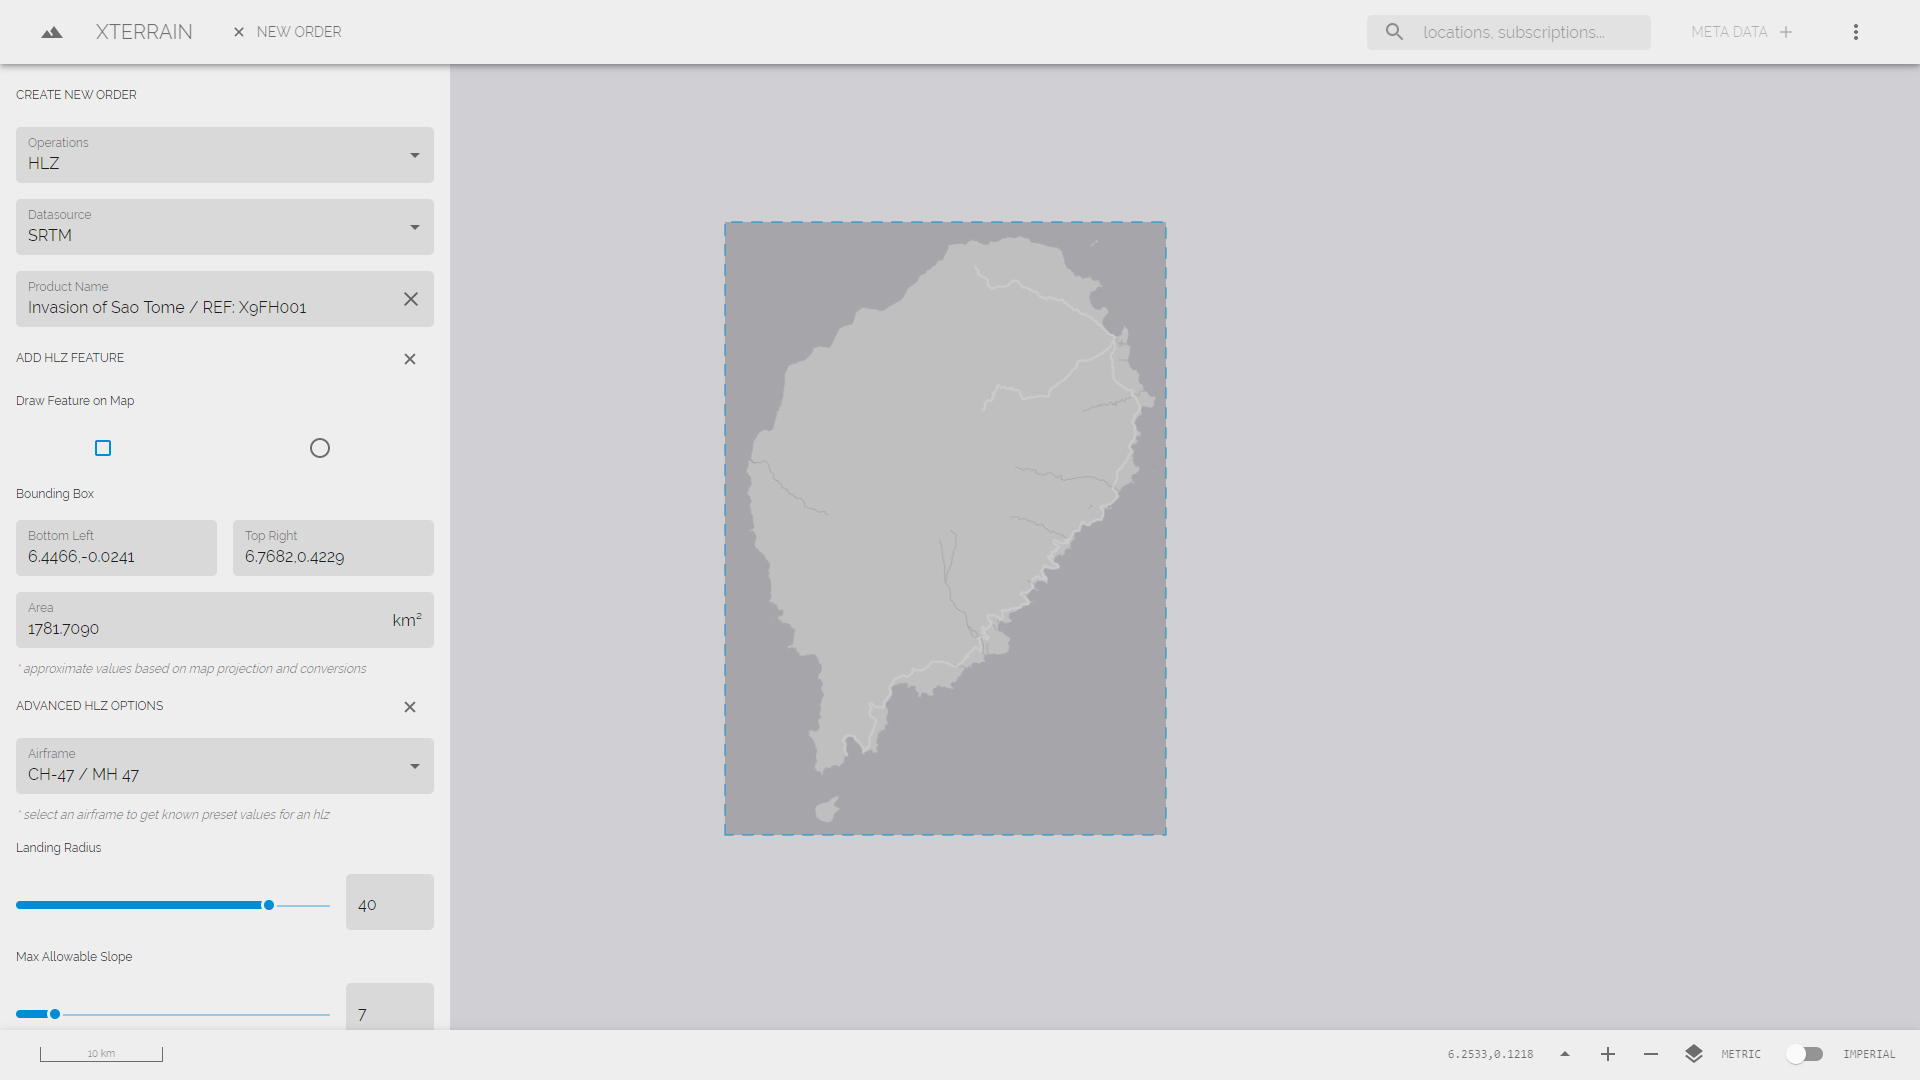 XTERRAIN
NEW ORDER
locations, subscriptions...
META DATA
CREATE NEW ORDER
Operations
HLZ
Datasource
SRTM
Product Name
Invasion of Sao Tome / REF: X9FH001
ADD HLZ FEATURE
Draw Feature on Map
Bounding Box
Bottom Left
6.4466,-0.0241
Top Right
6.7682,0.4229
Area
1781.7090
km²
* approximate values based on map projection and conversions
ADVANCED HLZ OPTIONS
Airframe
CH-47 / MH 47
* select an airframe to get known preset values for an hlz
Landing Radius
40
Max Allowable Slope
7
10 km
6.2533,0.1218
METRIC
IMPERIAL